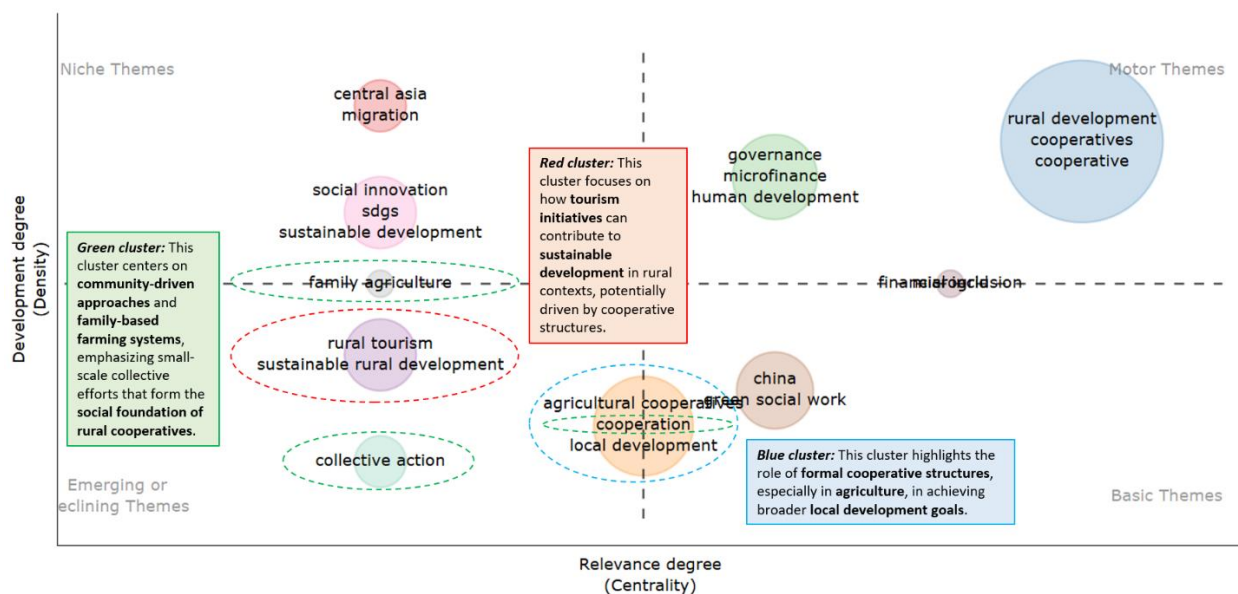 Niche Themes
Motor Themes
central asia
migration
rural development
cooperatives
cooperative
governance
microfinance
human development
social innovation
sdgs
sustainable development
Red cluster: This
cluster focuses on
how tourism
initiatives can
contribute to
sustainable
development in rural
contexts, potentially
driven by cooperative
structures.
Green cluster: This
cluster centers on
community-driven
approaches and
family-based
farming systems,
emphasizing small-
scale collective
efforts that form the
social foundation of
rural cooperatives.
family agriculture
financial inclusion
rural tourism
sustainable rural development
china
green social work
agricultural cooperatives
cooperation
local development
collective action
Blue cluster: This cluster highlights the
role of formal cooperative structures,
especially in agriculture, in achieving
broader local development goals.
Emerging or
eclining Themes
Basic Themes
Development degree
(Density)
Relevance degree
(Centrality)